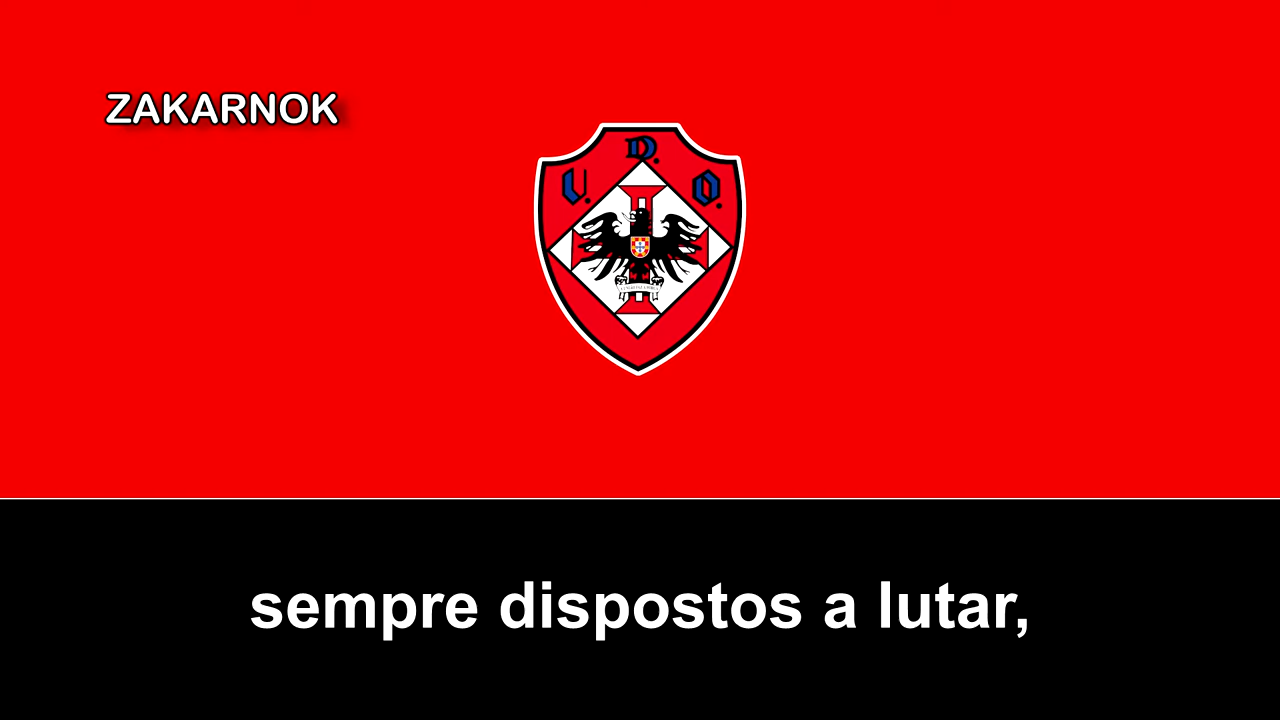 ZAKARNOK
D.
U. O.
sempre dispostos a lutar,